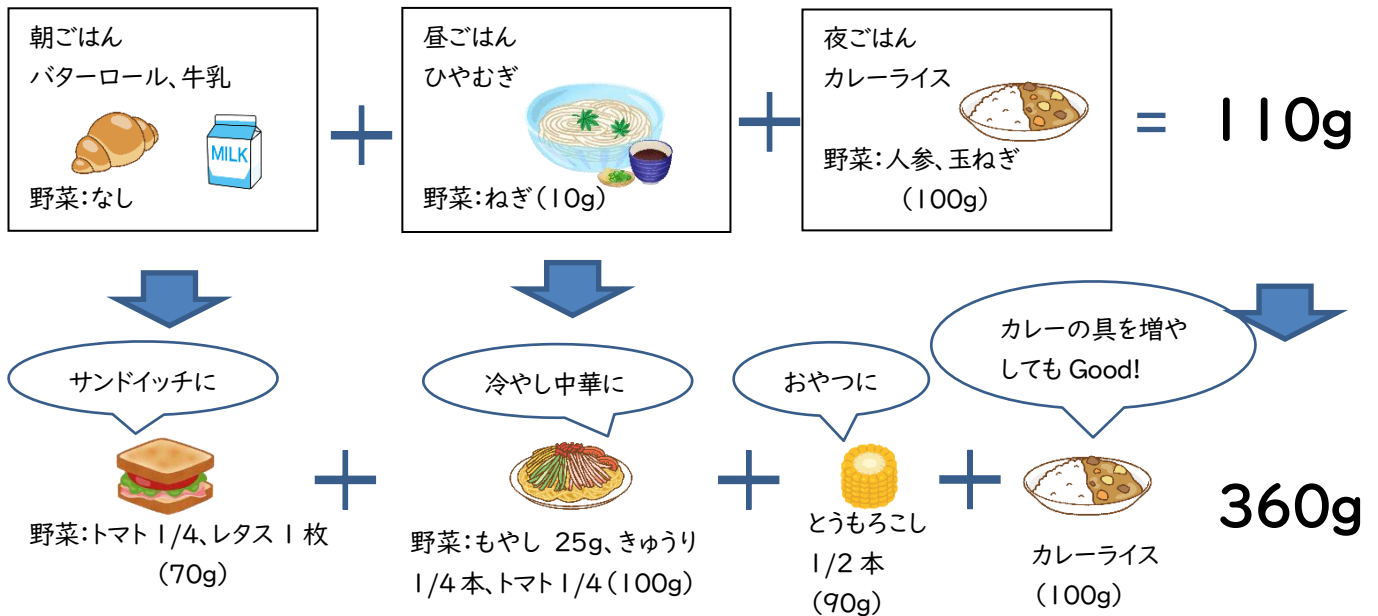 朝ごはん
バターロール、牛乳
MILK
野菜:なし
+
昼ごはん
ひやむぎ
野菜:ねぎ(10g)
+
夜ごはん
カレーライス
野菜:人参、玉ねぎ
(100g)
=
110g
サンドイッチに
野菜:トマト1/4、レタス1枚
(70g)
+
冷やし中華に
野菜:もやし 25g、きゅうり
1/4本、トマト1/4(100g)
+
おやつに
とうもろこし
1/2本
(90g)
+
カレーの具を増や
してもGood!
カレーライス
(100g)
360g